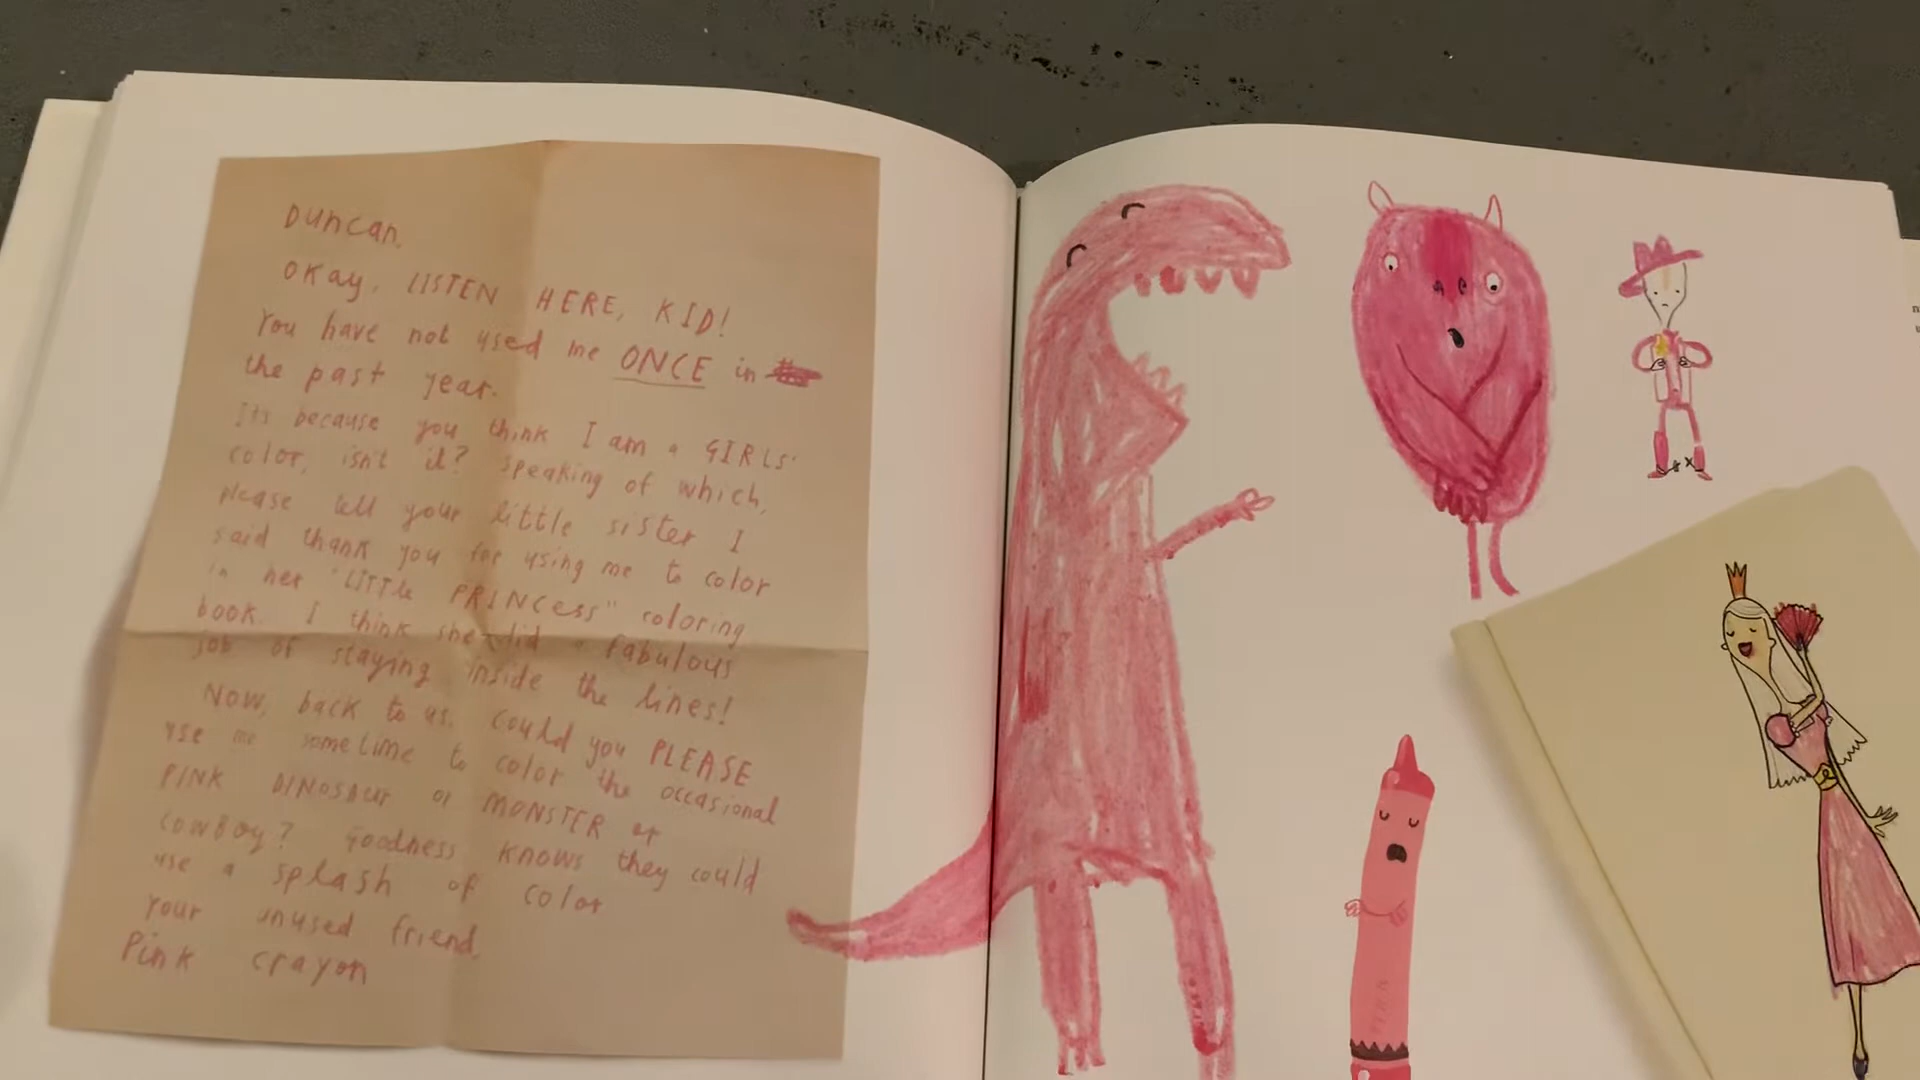 Duncan,
Okay, LISTEN HERE, KID!
You have not used me ONCE in
the past year.
Its because you think I am a GIRLS'
color, isn't it? Speaking of which,
please tell your little sister I
said thank you for using me to color
in her "LITTLE PRINCess" coloring
book. I think she did a fabulous
job of staying inside the lines!
Now, back to us. Could you PLEASE
use me sometime to color the occasional
PINK DINOSaur or MONSTER or
COWBOy? Goodness knows they could
use a splash of color
Your unused friend,
Pink crayon
PINK